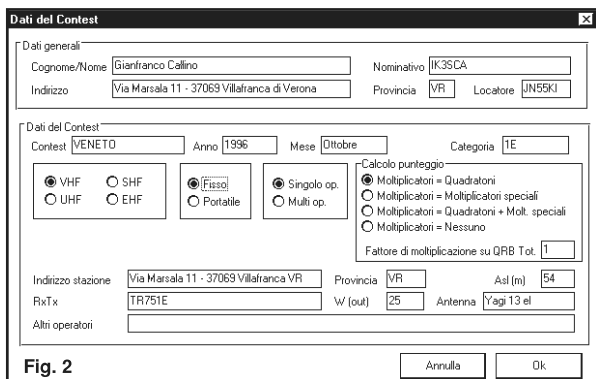 Dati del Contest
Dati generali
Cognome/Nome Gianfranco Callino Nominativo IK3SCA
Indirizzo Via Marsala 11 - 37069 Villafranca di Verona Provincia VR Locatore JN55KI
Dati del Contest
Contest VENETO Anno 1996 Mese Ottobre Categoria 1E
Calcolo punteggio
VHF SHF Fisso Singolo op. Moltiplicatori = Quadratoni
UHF EHF Portatile Multi op. Moltiplicatori = Moltiplicatori speciali
Moltiplicatori = Quadratoni + Molt. speciali
Moltiplicatori = Nessuno
Fattore di moltiplicazione su QRB Tot. 1
Indirizzo stazione Via Marsala 11 - 37069 Villafranca VR Provincia VR Asl (m) 54
RxTx TR751E W (out) 25 Antenna Yagi 13 el
Altri operatori
Fig. 2 Annulla Ok